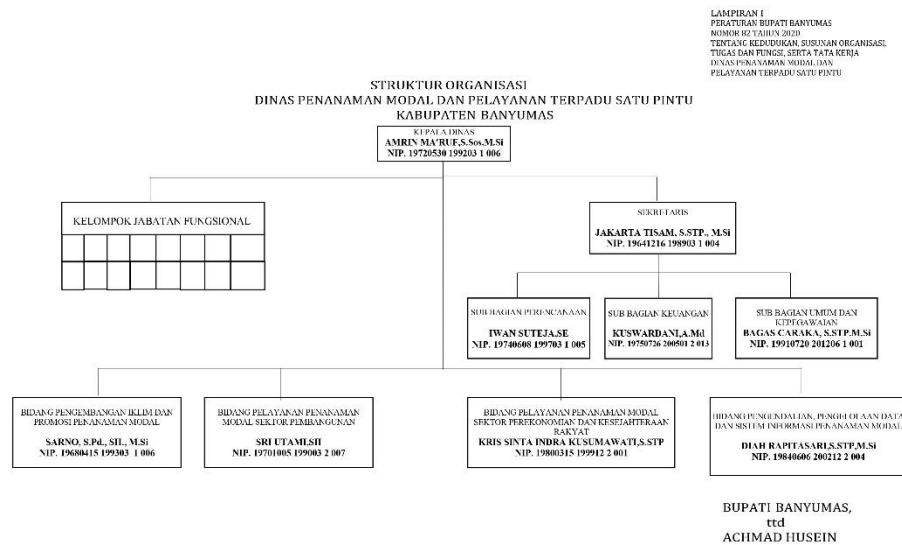 LAMPIRAN I
PERATURAN BUPATI BANYUMAS
NOMOR 82 TAHUN 2020
TENTANG KEDUDUKAN, SUSUNAN ORGANISASI,
TUGAS DAN FUNGSI, SERTA TATA KERJA
DINAS PENANAMAN MODAL DAN
PELAYANAN TERPADU SATU PINTU
STRUKTUR ORGANISASI
DINAS PENANAMAN MODAL DAN PELAYANAN TERPADU SATU PINTU
KABUPATEN BANYUMAS
KEPALA DINAS
AMRIN MA'RUF,S.Sos.M.Si
NIP. 19720530 199203 1 006
KELOMPOK JABATAN FUNGSIONAL
SEKRETARIS
JAKARTA TISAM, S.STP., M.Si
NIP. 19641216 198903 1 004
SUB BAGIAN PERENCANAAN
IWAN SUTEJA.SE
NIP. 19740608 199703 1 005
SUB BAGIAN KEUANGAN
KUSWARDANI,A.Md
NIP. 19750726 200501 2 013
SUB BAGIAN UMUM DAN
KEPEGAWAIAN
BAGAS CARAKA, S.STP.M.Si
NIP. 19910720 201206 1 001
BIDANG PENGEMBANGAN IKLIM DAN
PROMOSI PENANAMAN MODAL
SARNO, S.Pd., SH., M.Si
NIP. 19680415 199303 1 006
BIDANG PELAYANAN PENANAMAN
MODAL SEKTOR PEMBANGUNAN
SRI UTAMI,SH
NIP. 19701005 199003 2 007
BIDANG PELAYANAN PENANAMAN MODAL
SEKTOR PEREKONOMIAN DAN KESEJAHTERAAN
RAKYAT
KRIS SINTA INDRA KUSUMAWATI,S.STP
NIP. 19800315 199912 2 001
BIDANG PENGENDALIAN, PENGELOLAAN DATA
DAN SISTEM INFORMASI PENANAMAN MODAL
DIAH RAPITASARI,S.STP,M.Si
NIP. 19840606 200212 2 004
BUPATI BANYUMAS,
ttd
ACHMAD HUSEIN